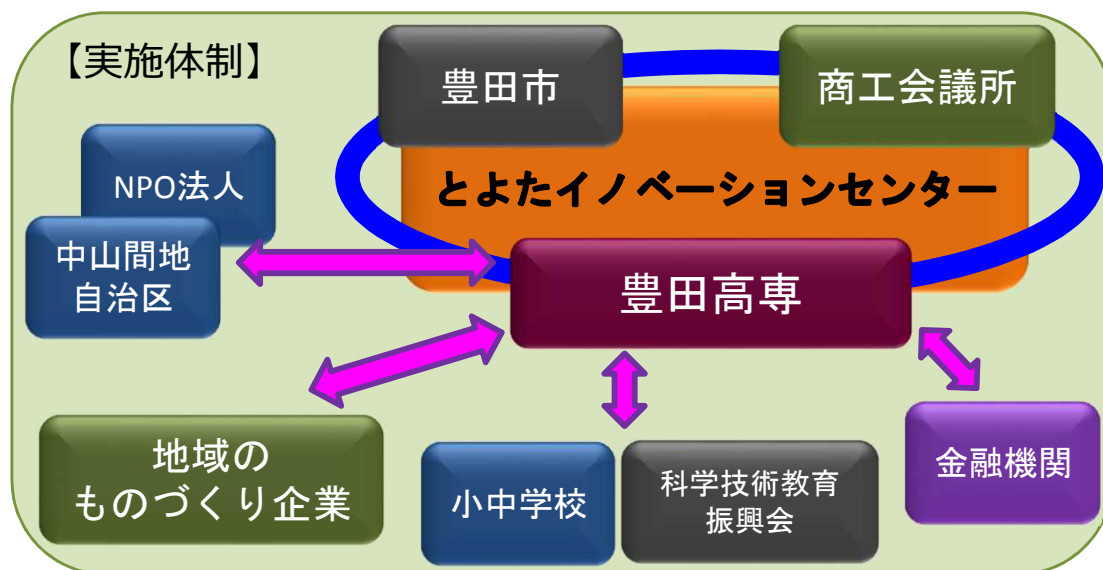 【実施体制】
豊田市
商工会議所
NPO法人
とよたイノベーションセンター
中山間地
自治区
豊田高専
地域の
ものづくり企業
小中学校
科学技術教育
振興会
金融機関